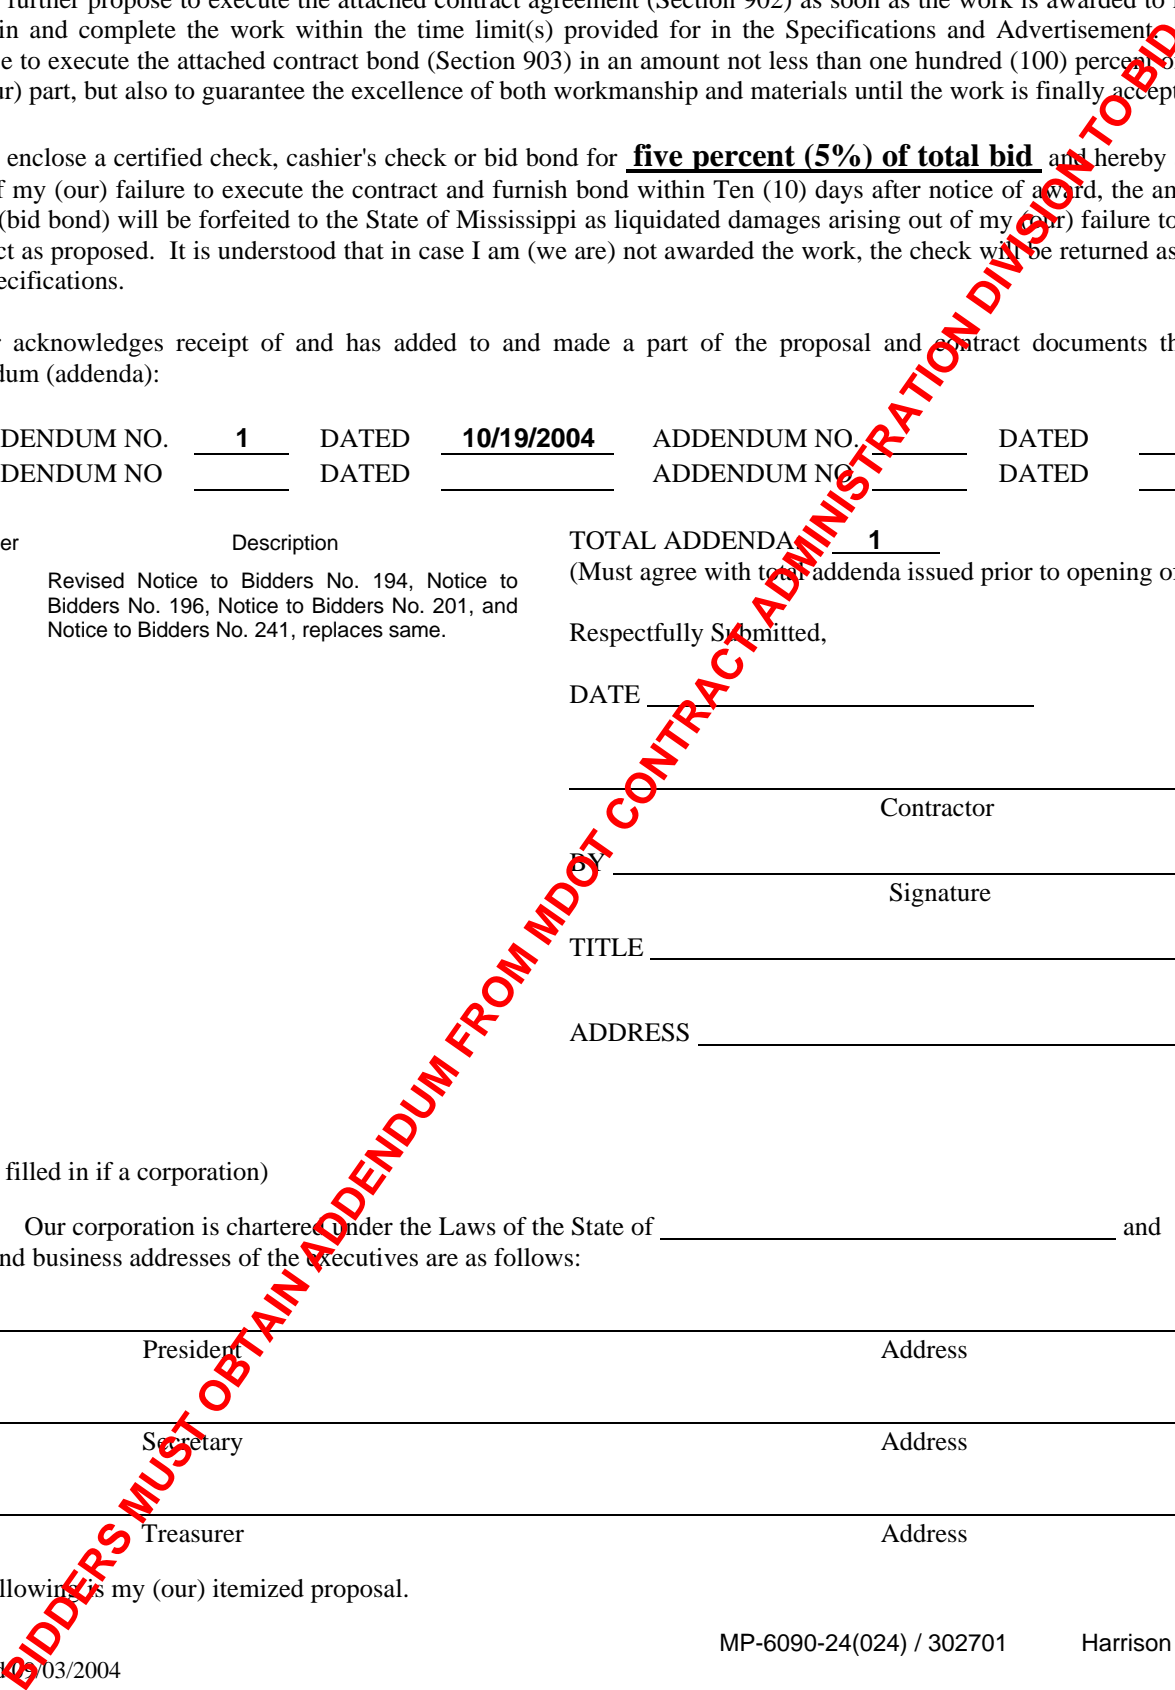 further propose to execute the attached contract agreement (Section 902) as soon as the work is awarded to
in and complete the work within the time limit(s) provided for in the Specifications and Advertisement.
e to execute the attached contract bond (Section 903) in an amount not less than one hundred (100) percent o
ur) part, but also to guarantee the excellence of both workmanship and materials until the work is finally accept
enclose a certified check, cashier's check or bid bond for five percent (5%) of total bid and hereby
f my (our) failure to execute the contract and furnish bond within Ten (10) days after notice of award, the am
(bid bond) will be forfeited to the State of Mississippi as liquidated damages arising out of my (our) failure to
ct as proposed. It is understood that in case I am (we are) not awarded the work, the check will be returned as
ecifications.
r acknowledges receipt of and has added to and made a part of the proposal and contract documents th
dum (addenda):
DENDUM NO. 1 DATED 10/19/2004 ADDENDUM NO. DATED
DENDUM NO DATED ADDENDUM NO DATED
er Description TOTAL ADDENDA: 1
(Must agree with total addenda issued prior to opening of
Revised Notice to Bidders No. 194, Notice to
Bidders No. 196, Notice to Bidders No. 201, and
Notice to Bidders No. 241, replaces same.
Respectfully Submitted,
DATE
Contractor
BY
Signature
TITLE
ADDRESS
filled in if a corporation)
Our corporation is chartered under the Laws of the State of and
nd business addresses of the executives are as follows:
President Address
Secretary Address
Treasurer Address
llowing is my (our) itemized proposal.
MP-6090-24(024) / 302701 Harrison
d 09/03/2004
BIDDERS MUST OBTAIN ADDENDUM FROM MDOT CONTRACT ADMINISTRATION DIVISION TO BID